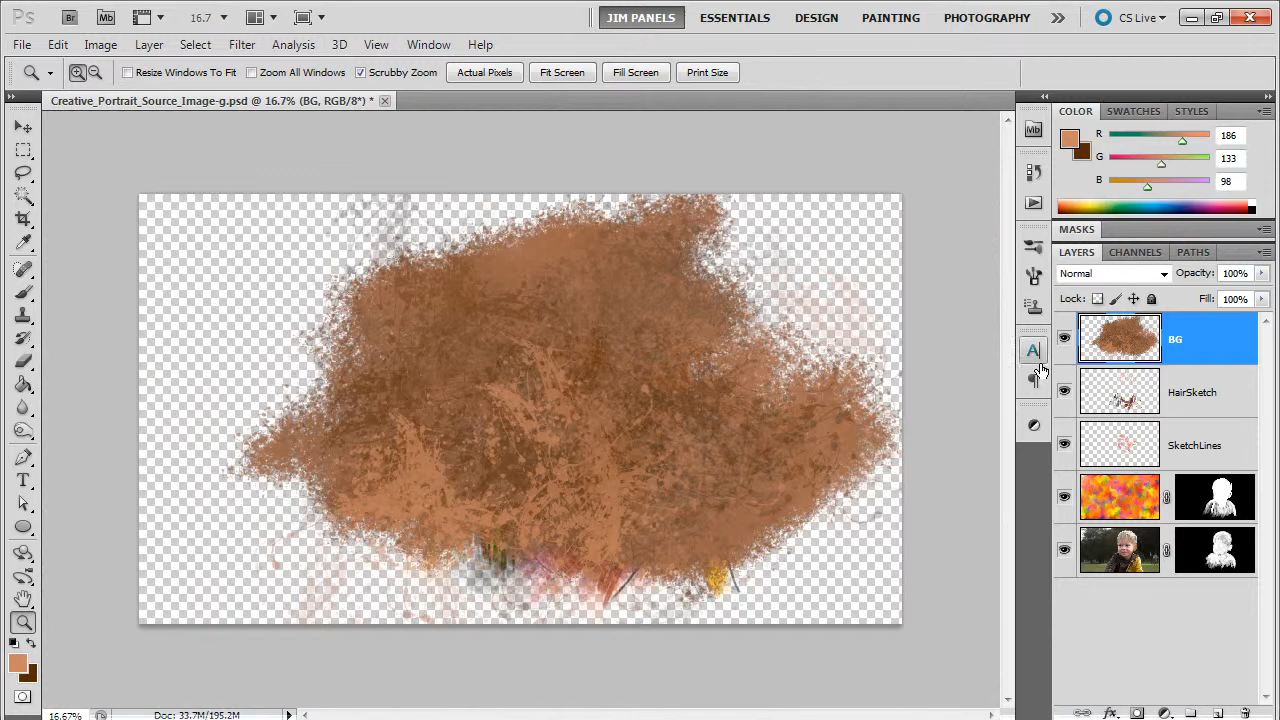 Ps Br Mb 16.7 JIM PANELS ESSENTIALS DESIGN PAINTING PHOTOGRAPHY CS Live
File Edit Image Layer Select Filter Analysis 3D View Window Help
Resize Windows To Fit Zoom All Windows Scrubby Zoom Actual Pixels Fit Screen Fill Screen Print Size
Creative_Portrait_Source_Image-g.psd @ 16.7% (BG, RGB/8*) *
COLOR SWATCHES STYLES
R 186
G 133
B 98
Mb
MASKS
LAYERS CHANNELS PATHS
Normal Opacity: 100%
Lock: Fill: 100%
BG
A
HairSketch
SketchLines
T
16.67% Doc: 33.7M/195.2M
fx